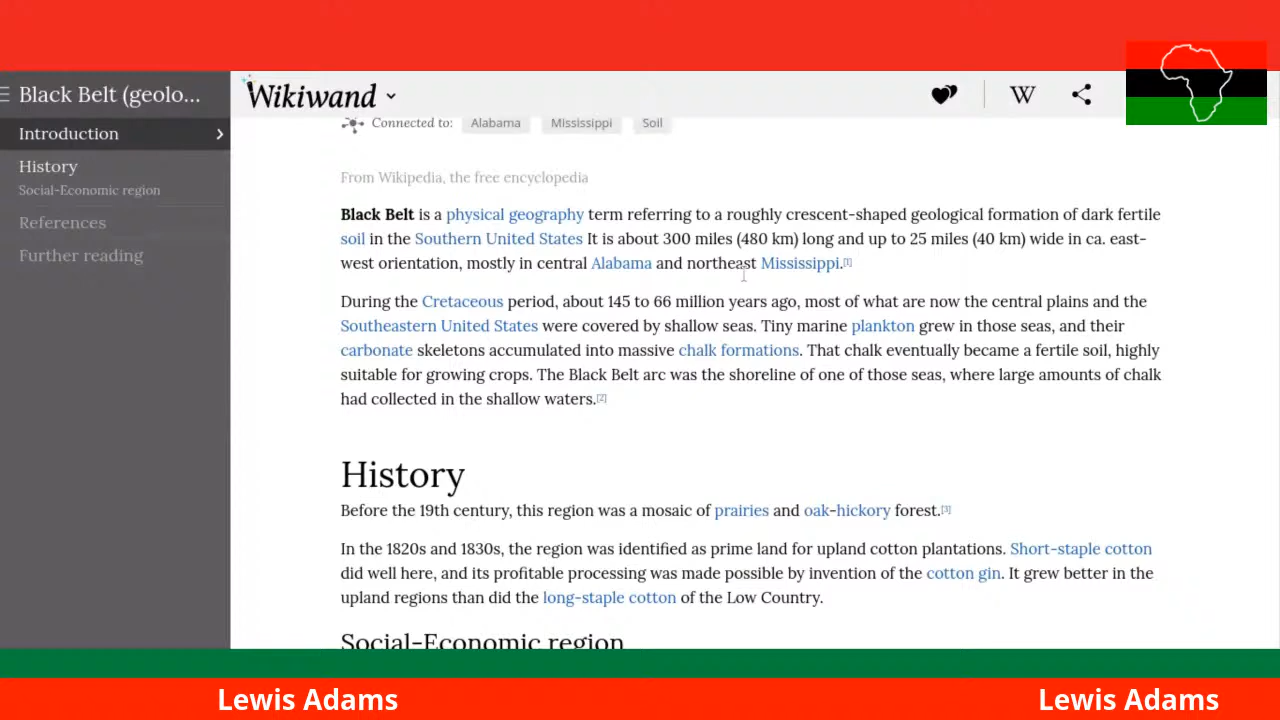 Black Belt (geolo...
Introduction
History
Social-Economic region
References
Further reading
Wikiwand
W
Connected to: Alabama Mississippi Soil
From Wikipedia, the free encyclopedia
Black Belt is a physical geography term referring to a roughly crescent-shaped geological formation of dark fertile
soil in the Southern United States It is about 300 miles (480 km) long and up to 25 miles (40 km) wide in ca. east-
west orientation, mostly in central Alabama and northeast Mississippi.[1]
During the Cretaceous period, about 145 to 66 million years ago, most of what are now the central plains and the
Southeastern United States were covered by shallow seas. Tiny marine plankton grew in those seas, and their
carbonate skeletons accumulated into massive chalk formations. That chalk eventually became a fertile soil, highly
suitable for growing crops. The Black Belt arc was the shoreline of one of those seas, where large amounts of chalk
had collected in the shallow waters.[2]
History
Before the 19th century, this region was a mosaic of prairies and oak-hickory forest.[3]
In the 1820s and 1830s, the region was identified as prime land for upland cotton plantations. Short-staple cotton
did well here, and its profitable processing was made possible by invention of the cotton gin. It grew better in the
upland regions than did the long-staple cotton of the Low Country.
Social-Economic region
Lewis Adams Lewis Adams